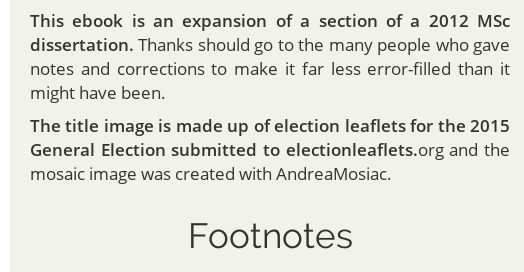 This ebook is an expansion of a section of a 2012 MSc
dissertation. Thanks should go to the many people who gave
notes and corrections to make it far less error-filled than it
might have been.
The title image is made up of election leaflets for the 2015
General Election submitted to electionleaflets.org and the
mosaic image was created with AndreaMosiac.
Footnotes